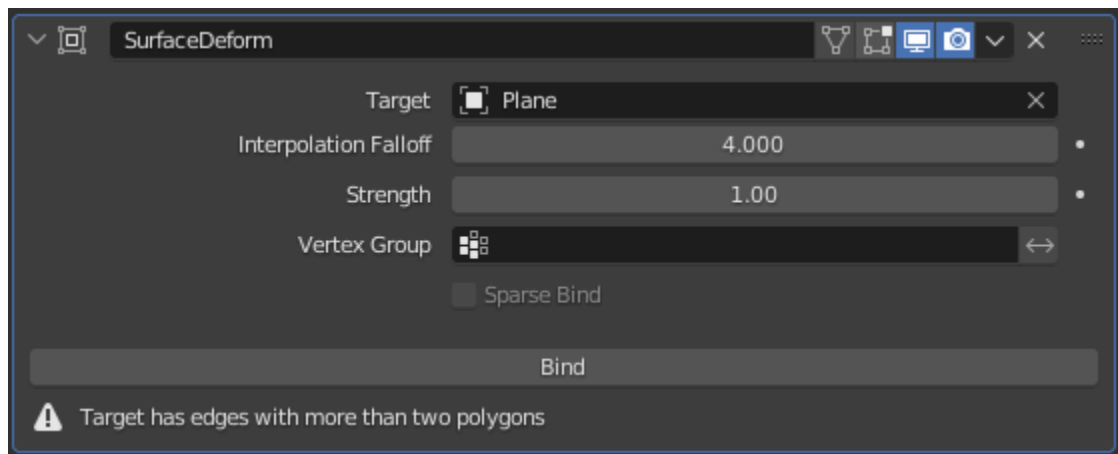 SurfaceDeform
Target Plane
Interpolation Falloff 4.000
Strength 1.00
Vertex Group
Sparse Bind
Bind
Target has edges with more than two polygons